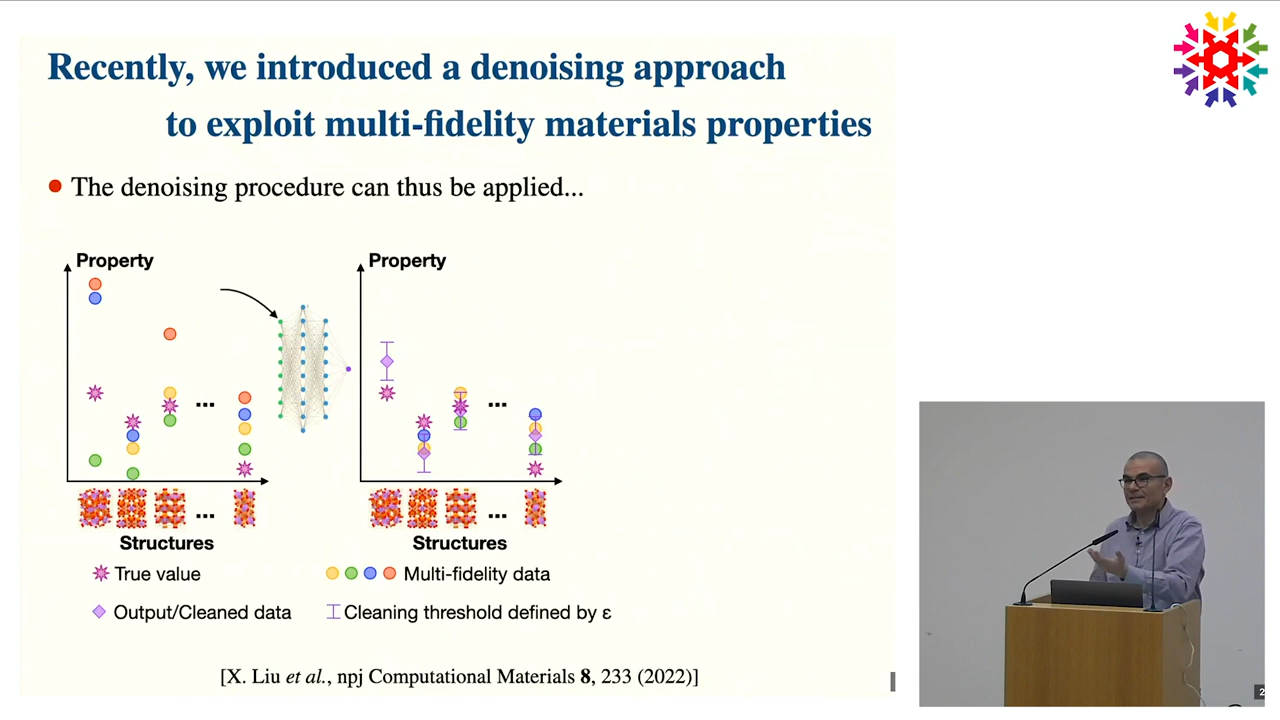 Recently, we introduced a denoising approach
to exploit multi-fidelity materials properties
The denoising procedure can thus be applied...
Property
Property
...
...
...
...
Structures
Structures
True value
Multi-fidelity data
Output/Cleaned data
Cleaning threshold defined by ε
[X. Liu et al., npj Computational Materials 8, 233 (2022)]
2